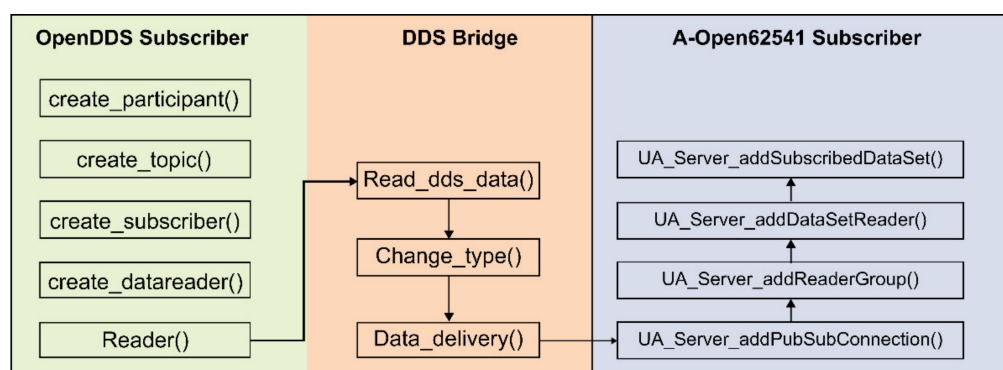 OpenDDS Subscriber
create_participant()
create_topic()
create_subscriber()
create_datareader()
Reader()
DDS Bridge
Read_dds_data()
Change_type()
Data_delivery()
A-Open62541 Subscriber
UA_Server_addSubscribedDataSet()
UA_Server_addDataSetReader()
UA_Server_addReaderGroup()
UA_Server_addPubSubConnection()